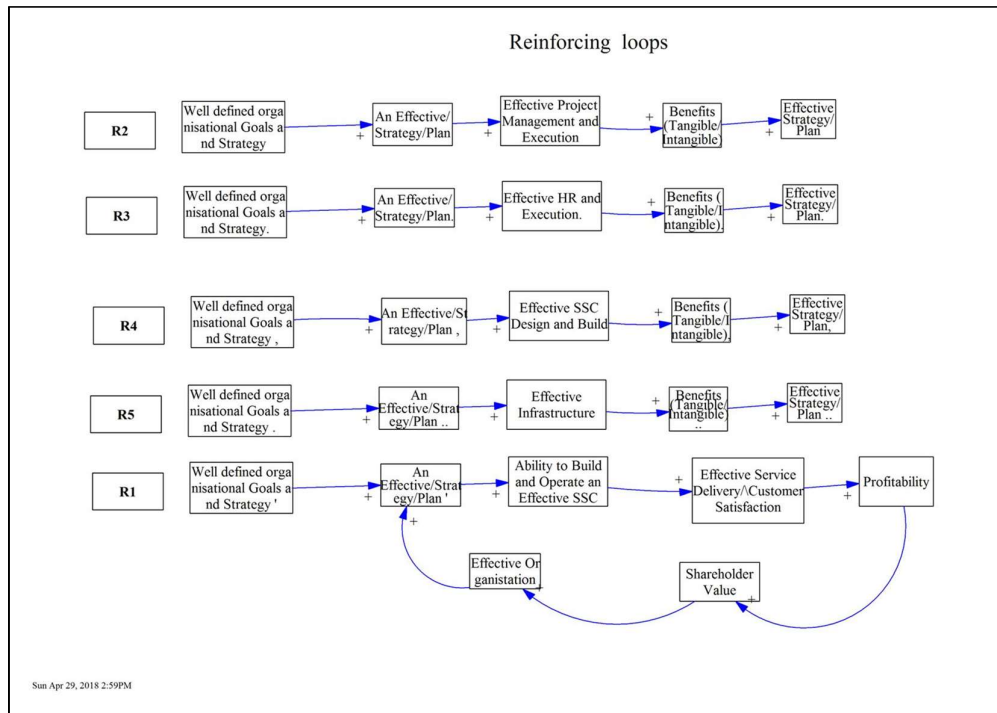 Reinforcing loops
R2
Well defined orga
nisational Goals a
nd Strategy
+
An Effective/
Strategy/Plan
+
Effective Project
Management and
Execution
+
Benefits
(Tangible/
Intangible)
+
Effective
Strategy/
Plan
R3
Well defined orga
nisational Goals a
nd Strategy.
+
An Effective/
Strategy/Plan.
+
Effective HR and
Execution.
+
Benefits (
Tangible/I
ntangible).
+
Effective
Strategy/
Plan.
R4
Well defined orga
nisational Goals a
nd Strategy ,
+
An Effective/St
rategy/Plan ,
+
Effective SSC
Design and Build
+
Benefits (
Tangible/I
ntangible),
+
Effective
Strategy/
Plan,
R5
Well defined orga
nisational Goals a
nd Strategy .
+
An
Effective/Strat
egy/Plan ..
+
Effective
Infrastructure
+
Benefits
(Tangible/
Intangible)
..
+
Effective
Strategy/
Plan ..
R1
Well defined orga
nisational Goals a
nd Strategy '
+
An
Effective/Strat
egy/Plan '
+
+
Ability to Build
and Operate an
Effective SSC
+
Effective Service
Delivery/\Customer
Satisfaction
+
Profitability
Effective Or
ganistation
+
Shareholder
Value
+
Sun Apr 29, 2018 2:59PM